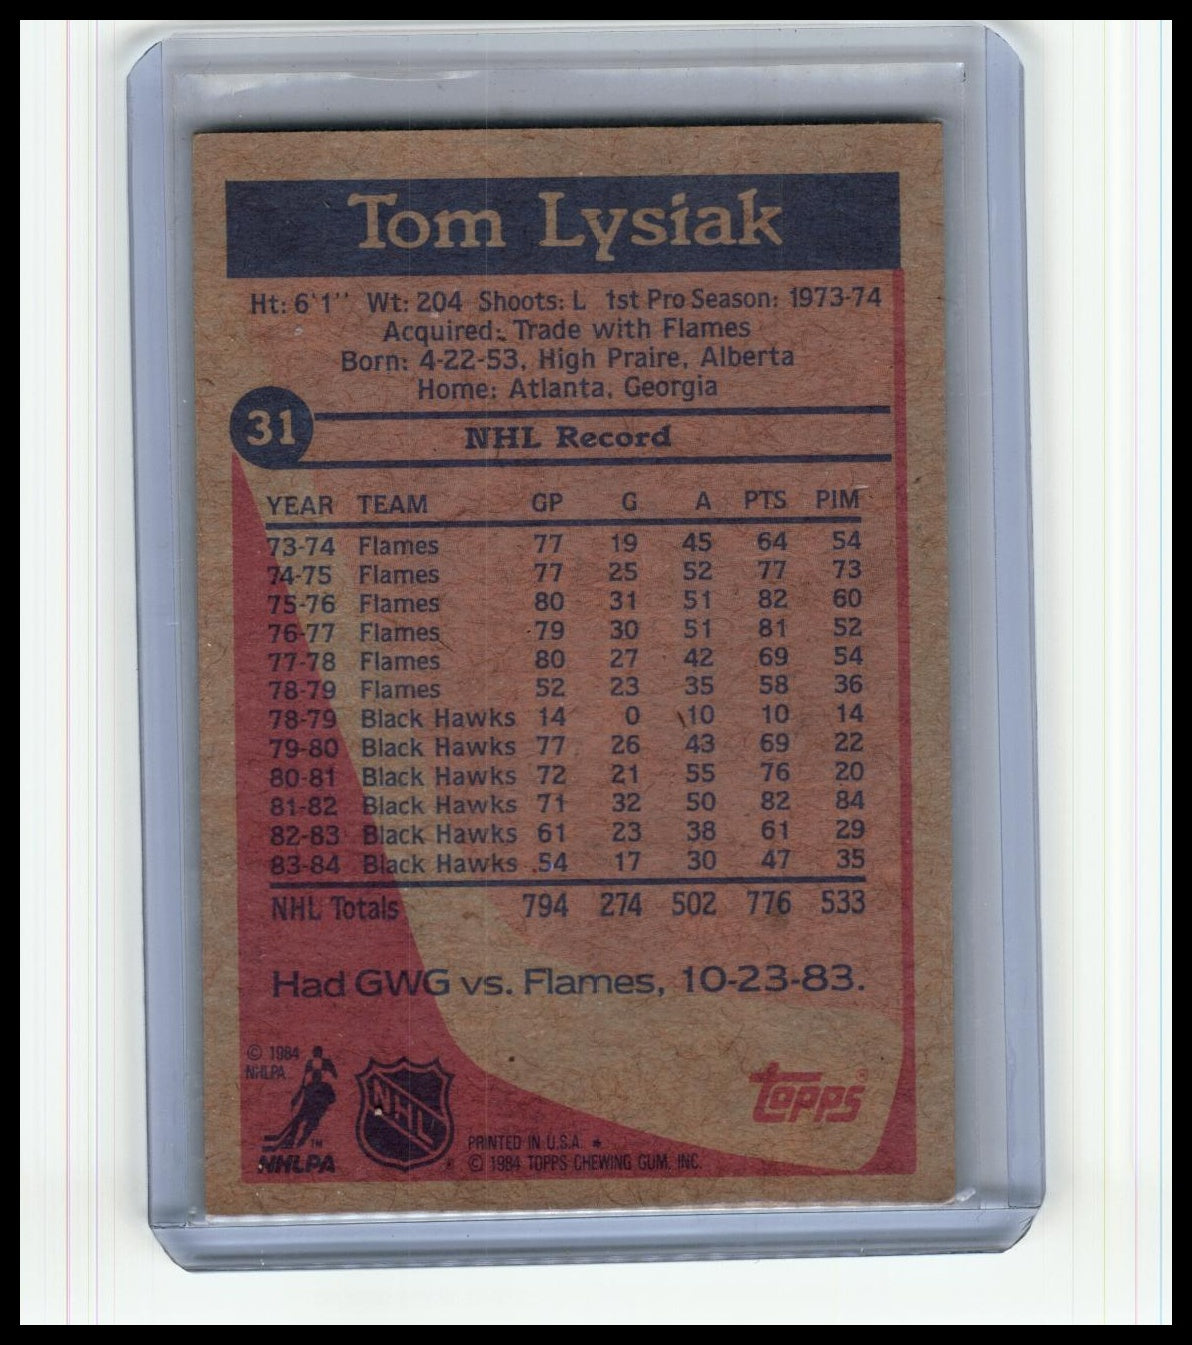 Tom Lysiak
Ht: 6'1" Wt: 204 Shoots: L 1st Pro Season: 1973-74
Acquired: Trade with Flames
Born: 4-22-53, High Praire, Alberta
Home: Atlanta, Georgia
31
NHL Record
YEAR TEAM GP G A PTS PIM
73-74 Flames 77 19 45 64 54
74-75 Flames 77 25 52 77 73
75-76 Flames 80 31 51 82 60
76-77 Flames 79 30 51 81 52
77-78 Flames 80 27 42 69 54
78-79 Flames 52 23 35 58 36
78-79 Black Hawks 14 0 10 10 14
79-80 Black Hawks 77 26 43 69 22
80-81 Black Hawks 72 21 55 76 20
81-82 Black Hawks 71 32 50 82 84
82-83 Black Hawks 61 23 38 61 29
83-84 Black Hawks 54 17 30 47 35
NHL Totals 794 274 502 776 533
Had GWG vs. Flames, 10-23-83.
© 1984
NHLPA
TM
NHLPA
NHL
®
PRINTED IN U.S.A. *
© 1984 TOPPS CHEWING GUM, INC.
topps®